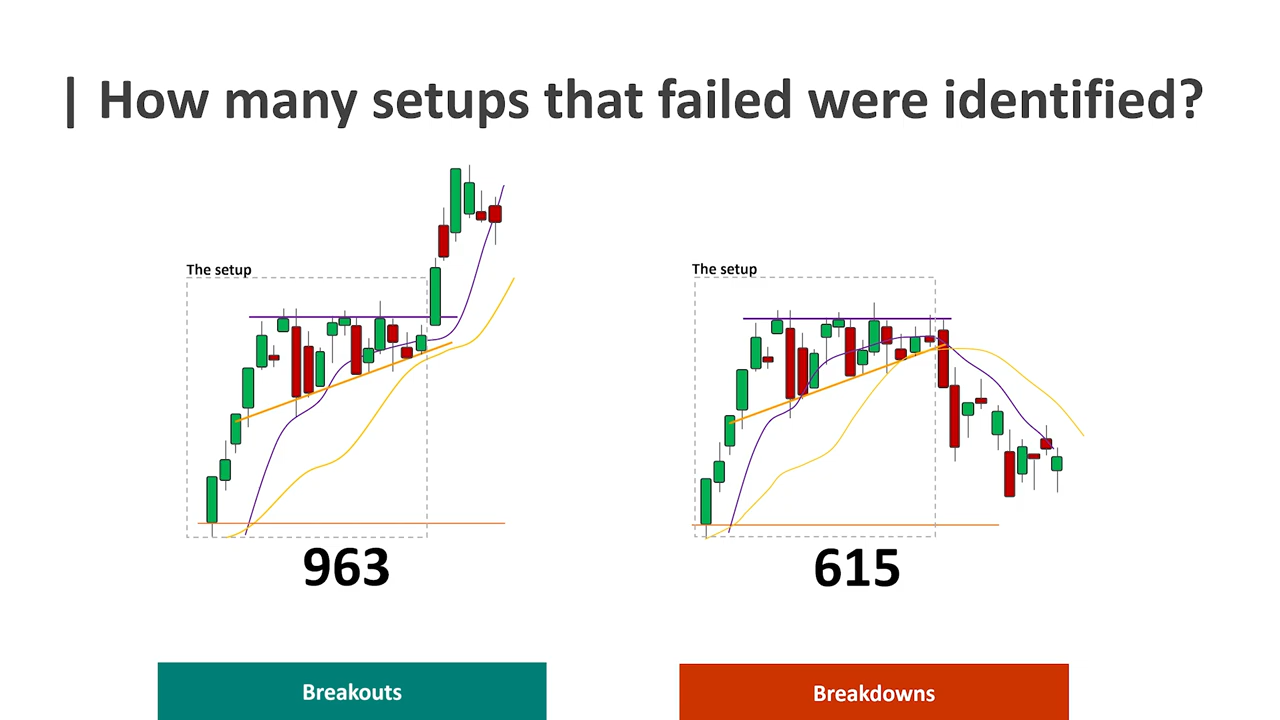 | How many setups that failed were identified?
The setup
The setup
963
615
Breakouts
Breakdowns